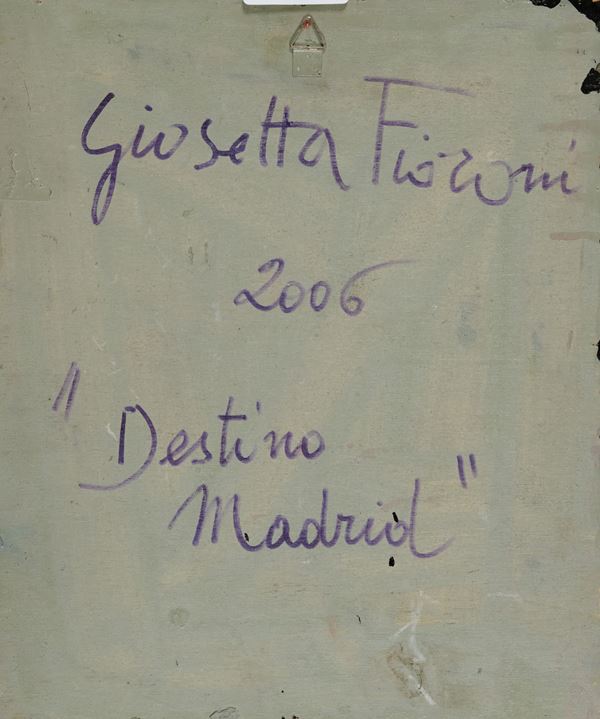 Giosetta Fioroni
2006
"Destino
Madrid"